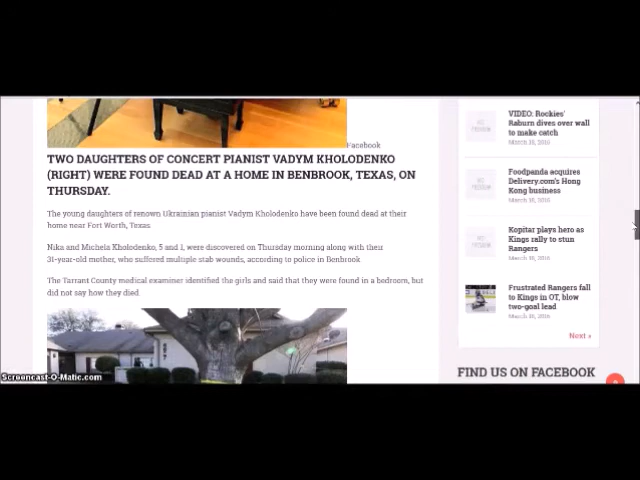 Facebook
TWO DAUGHTERS OF CONCERT PIANIST VADYM KHOLODENKO
(RIGHT) WERE FOUND DEAD AT A HOME IN BENBROOK, TEXAS, ON
THURSDAY.
The young daughters of renown Ukrainian pianist Vadym Kholodenko have been found dead at their
home near Fort Worth, Texas.
Nika and Michela Kholodenko, 5 and 1, were discovered on Thursday morning along with their
31-year-old mother, who suffered multiple stab wounds, according to police in Benbrook
The Tarrant County medical examiner identified the girls and said that they were found in a bedroom, but
did not say how they died.
Screencast-O-Matic.com
VIDEO: Rockies'
Raburn dives over wall
to make catch
March 18, 2016
Foodpanda acquires
Delivery.com's Hong
Kong business
March 18, 2016
Kopitar plays hero as
Kings rally to stun
Rangers
March 18, 2016
Frustrated Rangers fall
to Kings in OT, blow
two-goal lead
March 18, 2016
Next »
FIND US ON FACEBOOK